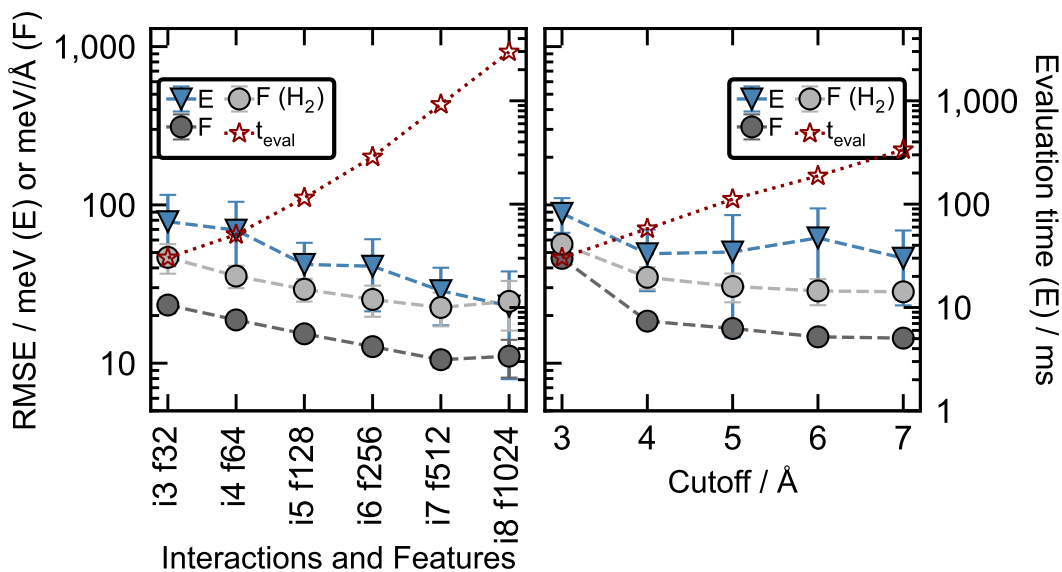 RMSE / meV (E) or meV/Å (F)
1,000
100
10
E
F (H2)
F
teval
i3 f32
i4 f64
i5 f128
i6 f256
i7 f512
i8 f1024
Interactions and Features
E
F (H2)
F
teval
3
4
5
6
7
Cutoff / Å
1,000
100
10
1
Evaluation time (E) / ms